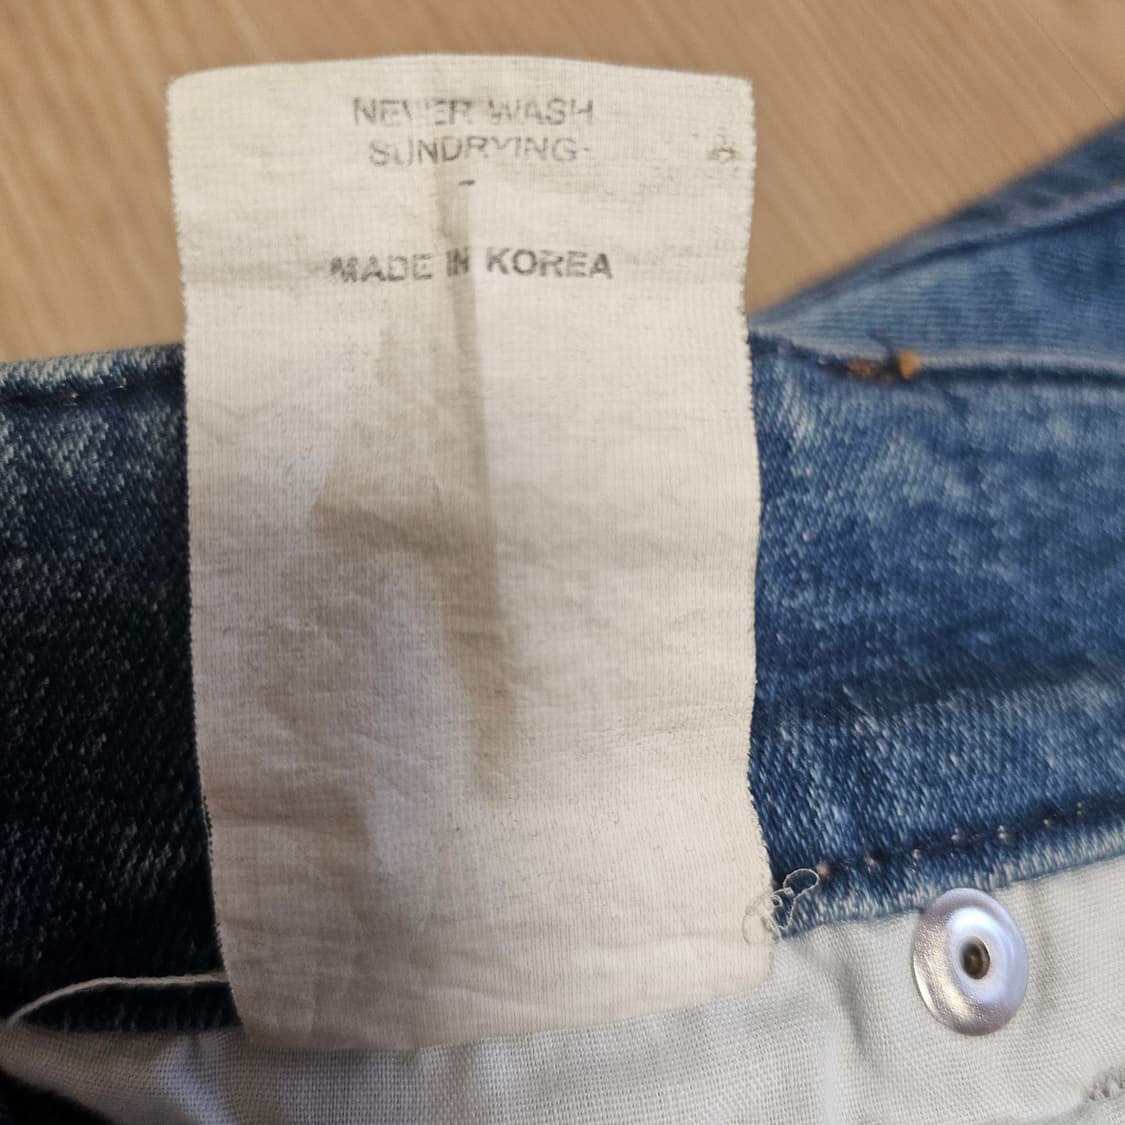 NEVER WASH
SUNDRYING-
-
MADE IN KOREA